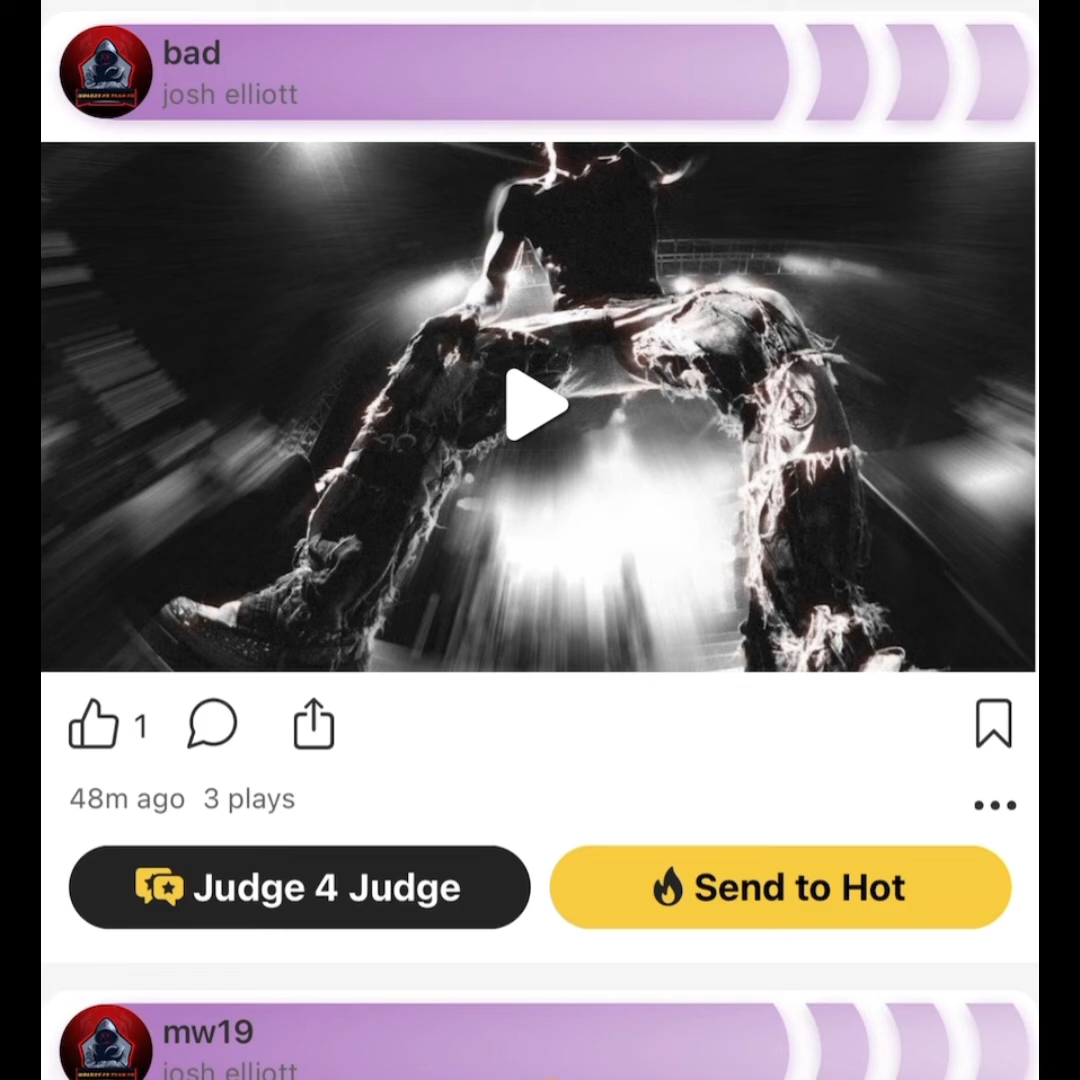 bad
josh elliott
1
48m ago 3 plays
Judge 4 Judge
Send to Hot
mw19
josh elliott